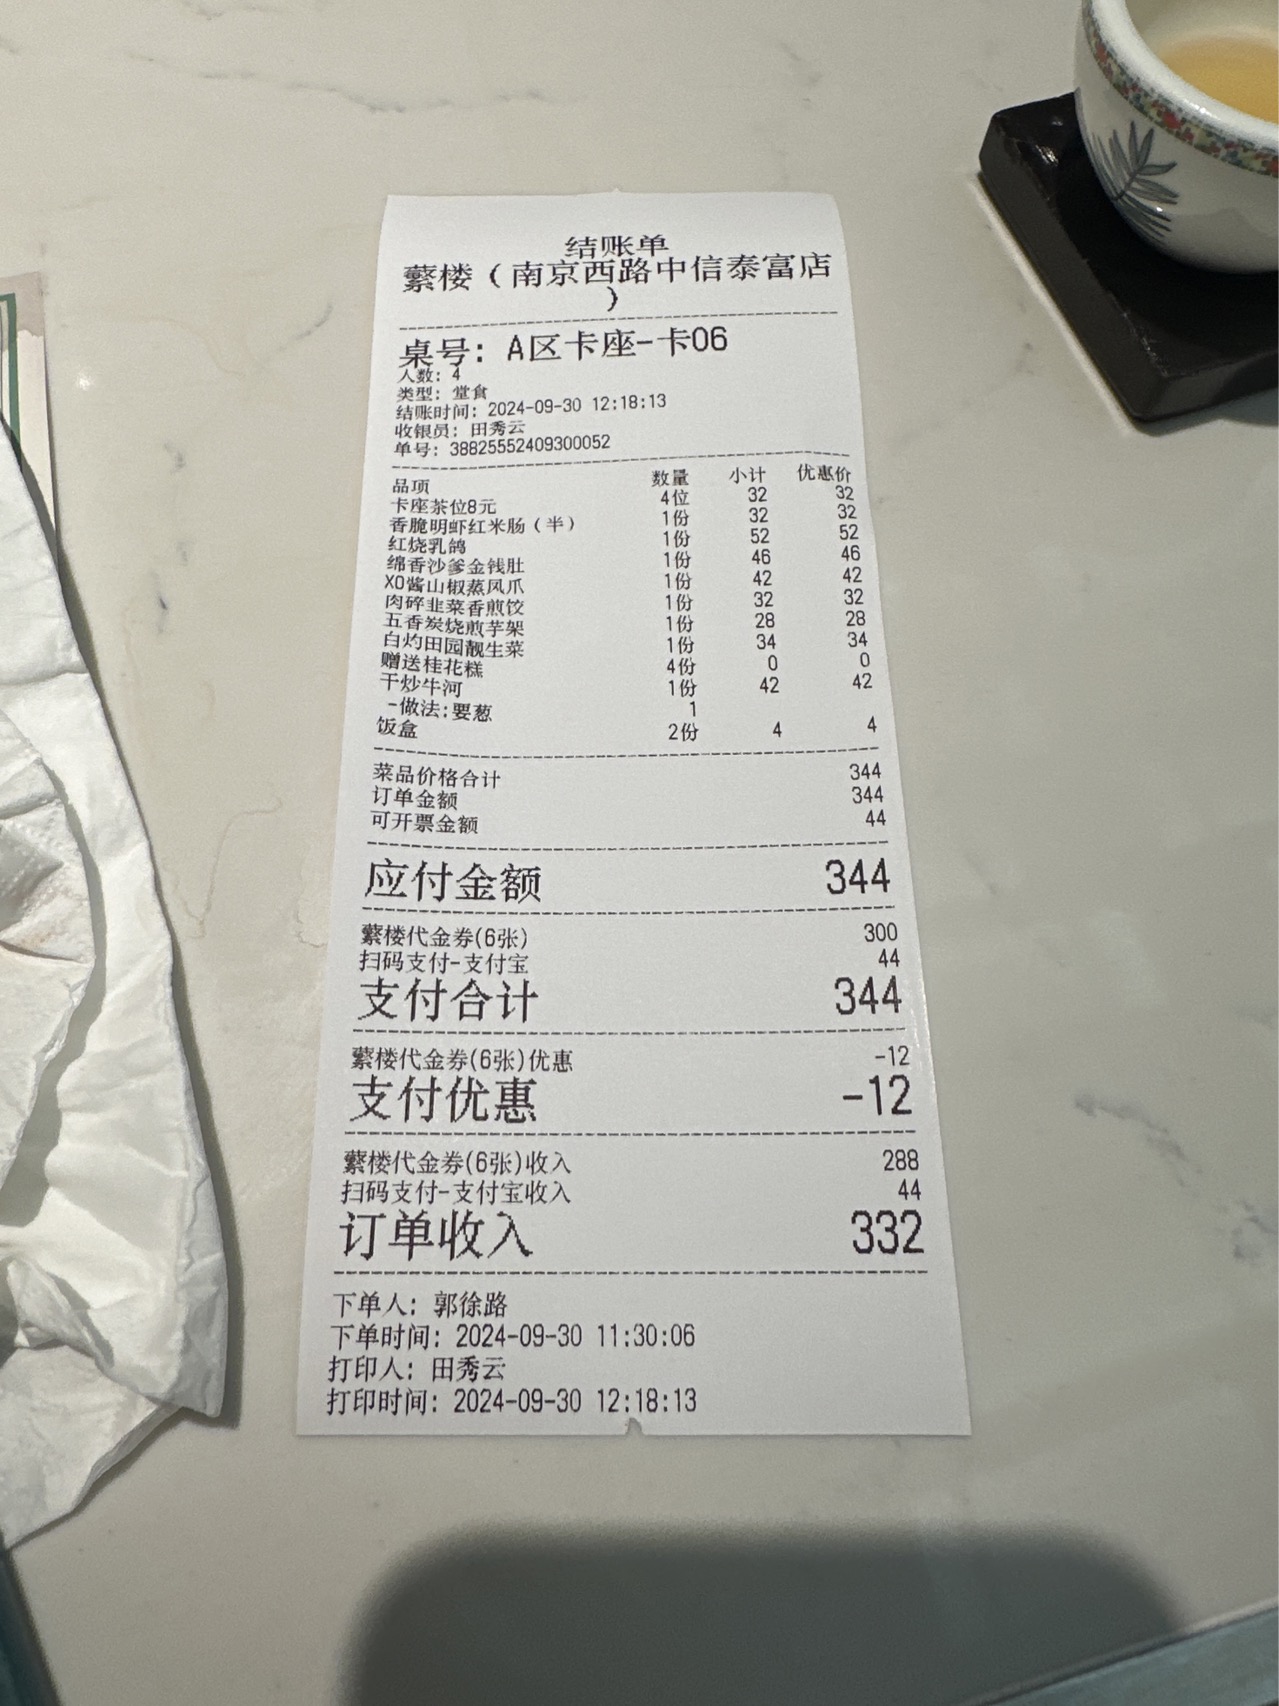 结账单
蘩楼（南京西路中信泰富店
）
桌号: A区卡座-卡06
人数: 4
类型: 堂食
结账时间: 2024-09-30 12:18:13
收银员: 田秀云
单号: 38825552409300052
品项 数量 小计 优惠价
卡座茶位8元 4位 32 32
香脆明虾红米肠（半） 1份 32 32
红烧乳鸽 1份 52 52
绵香沙爹金钱肚 1份 46 46
XO酱山椒蒸凤爪 1份 42 42
肉碎韭菜香煎饺 1份 32 32
五香炭烧煎芋架 1份 28 28
白灼田园靓生菜 1份 34 34
赠送桂花糕 4份 0 0
干炒牛河 1份 42 42
-做法:要葱 1
饭盒 2份 4 4
菜品价格合计 344
订单金额 344
可开票金额 44
应付金额 344
蘩楼代金券(6张) 300
扫码支付-支付宝 44
支付合计 344
蘩楼代金券(6张)优惠 -12
支付优惠 -12
蘩楼代金券(6张)收入 288
扫码支付-支付宝收入 44
订单收入 332
下单人: 郭徐路
下单时间: 2024-09-30 11:30:06
打印人: 田秀云
打印时间: 2024-09-30 12:18:13